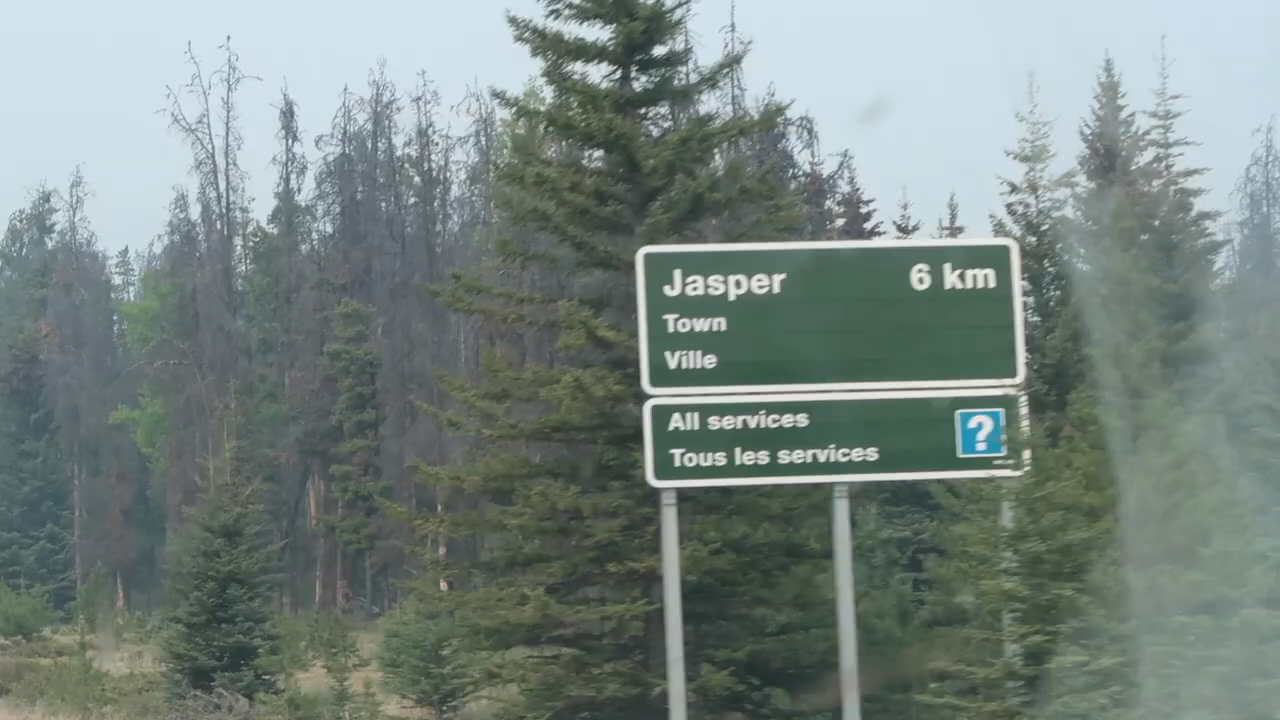 Jasper 6 km
Town
Ville
All services
Tous les services
?